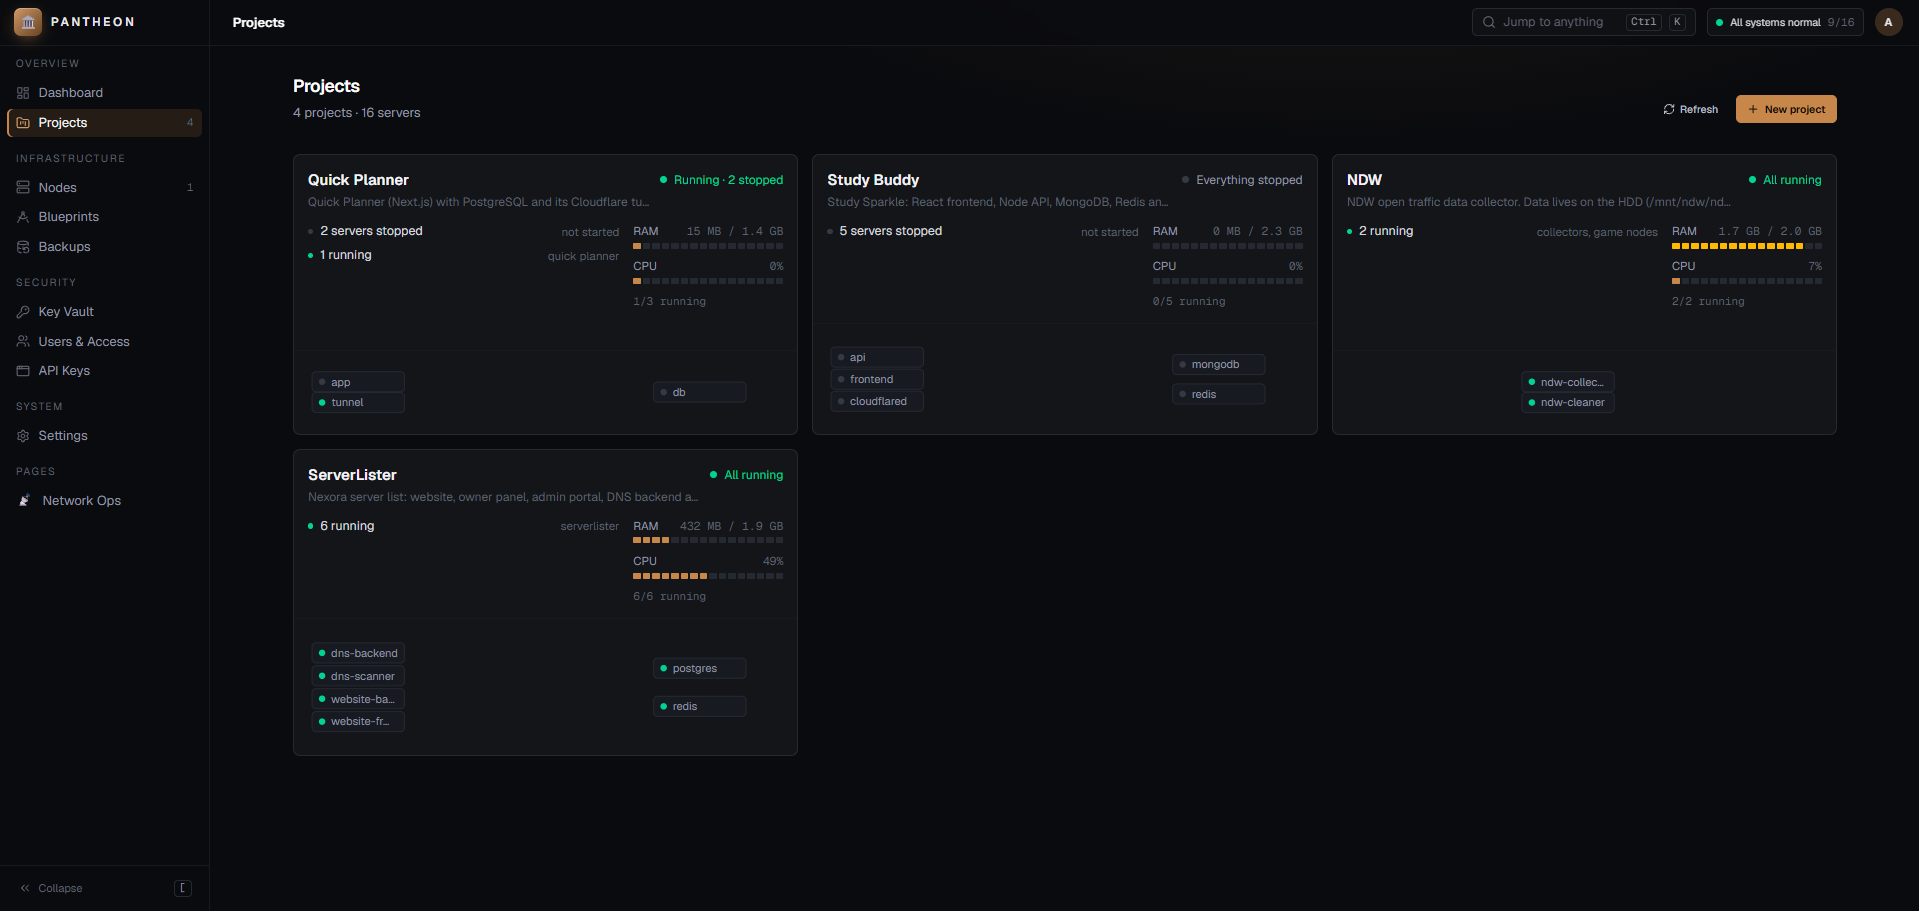 PANTHEON
Projects
Jump to anything Ctrl K
All systems normal 9/16
A
OVERVIEW
Dashboard
Projects 4
INFRASTRUCTURE
Nodes 1
Blueprints
Backups
SECURITY
Key Vault
Users & Access
API Keys
SYSTEM
Settings
PAGES
Network Ops
Collapse [
Projects
4 projects · 16 servers
Refresh
+ New project
Quick Planner
Running · 2 stopped
Quick Planner (Next.js) with PostgreSQL and its Cloudflare tu...
2 servers stopped not started
1 running quick planner
RAM 15 MB / 1.4 GB
CPU 0%
1/3 running
app
tunnel
db
Study Buddy
Everything stopped
Study Sparkle: React frontend, Node API, MongoDB, Redis an...
5 servers stopped not started
RAM 0 MB / 2.3 GB
CPU 0%
0/5 running
api
frontend
cloudflared
mongodb
redis
NDW
All running
NDW open traffic data collector. Data lives on the HDD (/mnt/ndw/nd...
2 running collectors, game nodes
RAM 1.7 GB / 2.0 GB
CPU 7%
2/2 running
ndw-collec...
ndw-cleaner
ServerLister
All running
Nexora server list: website, owner panel, admin portal, DNS backend a...
6 running serverlister
RAM 432 MB / 1.9 GB
CPU 49%
6/6 running
dns-backend
dns-scanner
website-ba...
website-fr...
postgres
redis